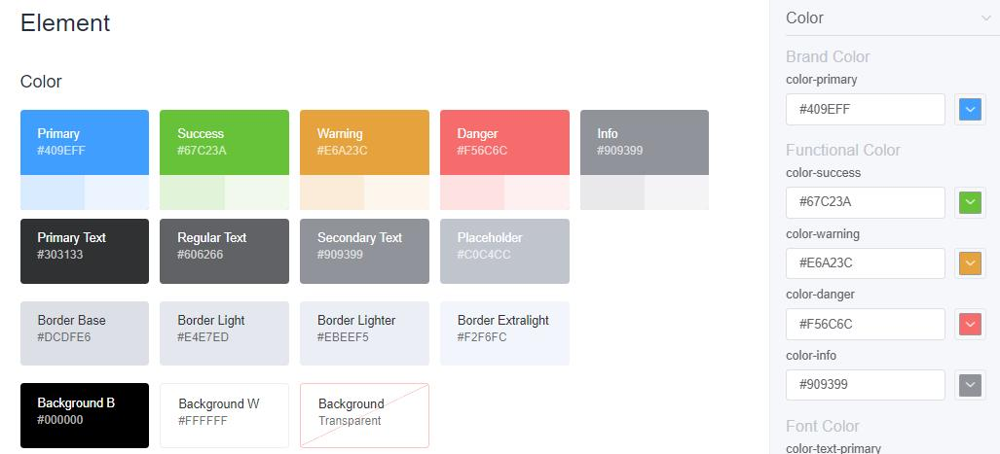 Element
Color
Primary
#409EFF
Success
#67C23A
Warning
#E6A23C
Danger
#F56C6C
Info
#909399
Primary Text
#303133
Regular Text
#606266
Secondary Text
#909399
Placeholder
#C0C4CC
Border Base
#DCDFE6
Border Light
#E4E7ED
Border Lighter
#EBEEF5
Border Extralight
#F2F6FC
Background B
#000000
Background W
#FFFFFF
Background
Transparent
Color
Brand Color
color-primary
#409EFF
Functional Color
color-success
#67C23A
color-warning
#E6A23C
color-danger
#F56C6C
color-info
#909399
Font Color
color-text-primary